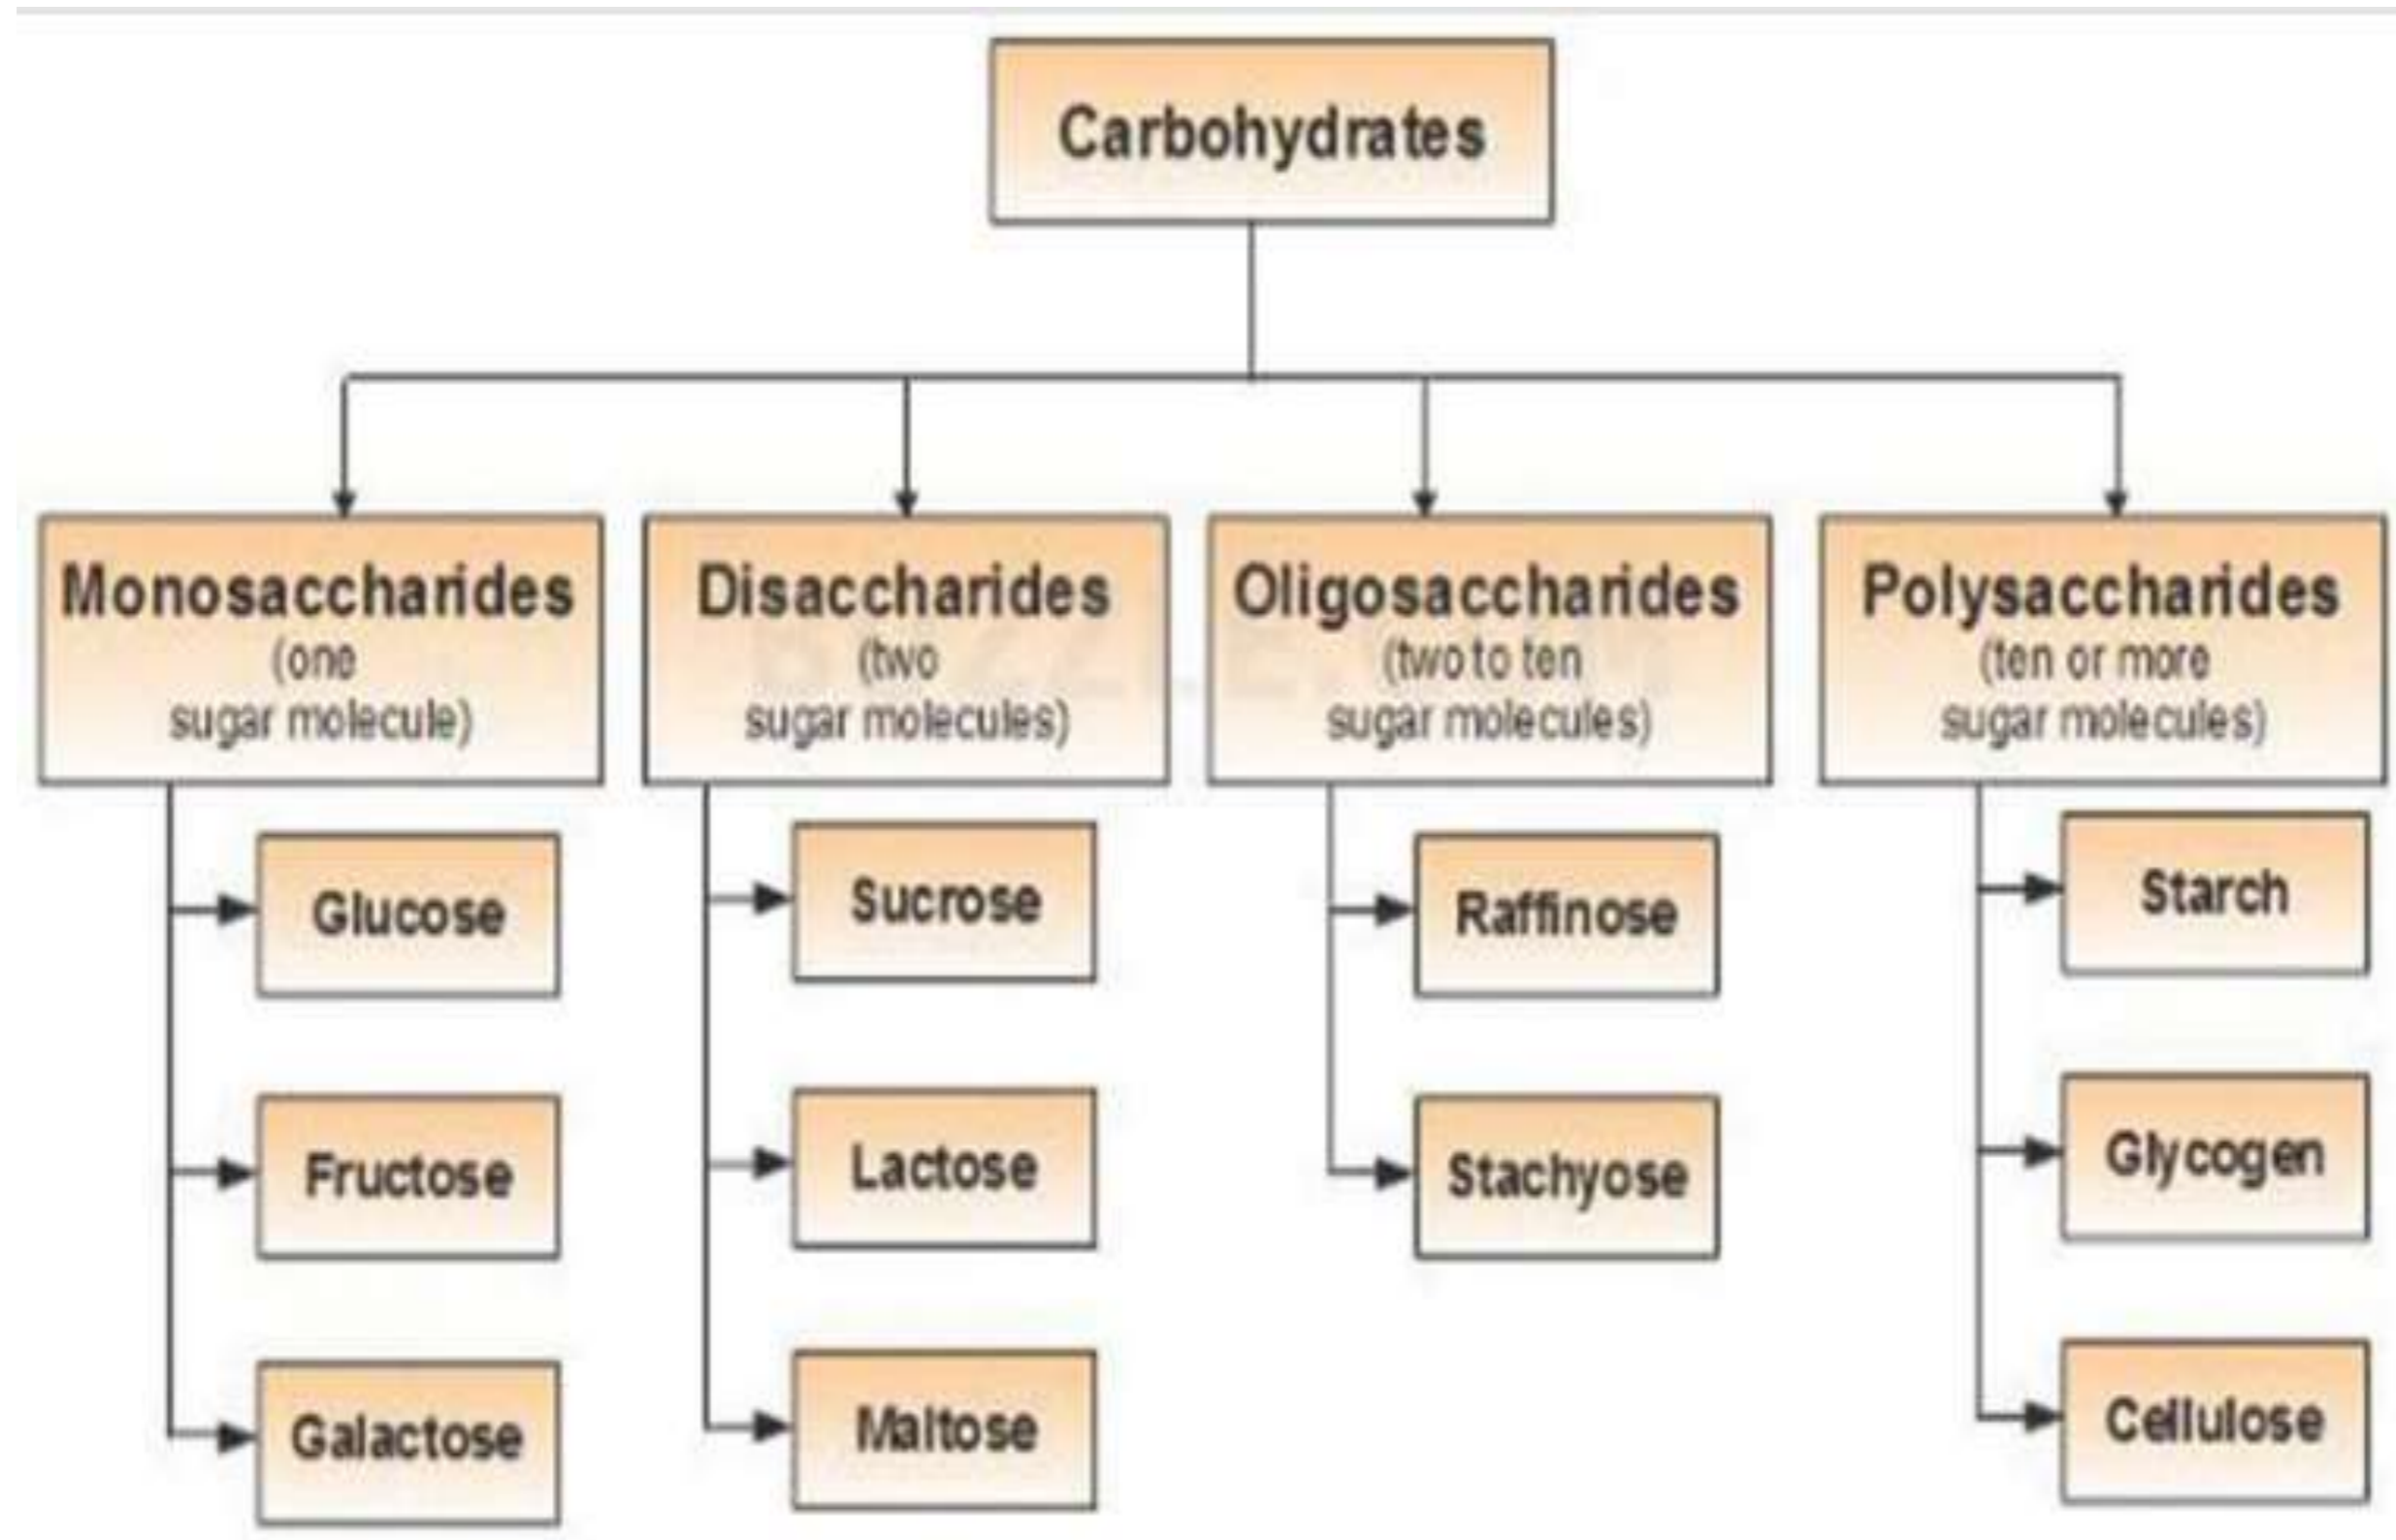 Carbohydrates
Monosaccharides
(one
sugar molecule)
Disaccharides
(two
sugar molecules)
Oligosaccharides
(two to ten
sugar molecules)
Polysaccharides
(ten or more
sugar molecules)
Glucose
Fructose
Galactose
Sucrose
Lactose
Maltose
Raffinose
Stachyose
Starch
Glycogen
Cellulose